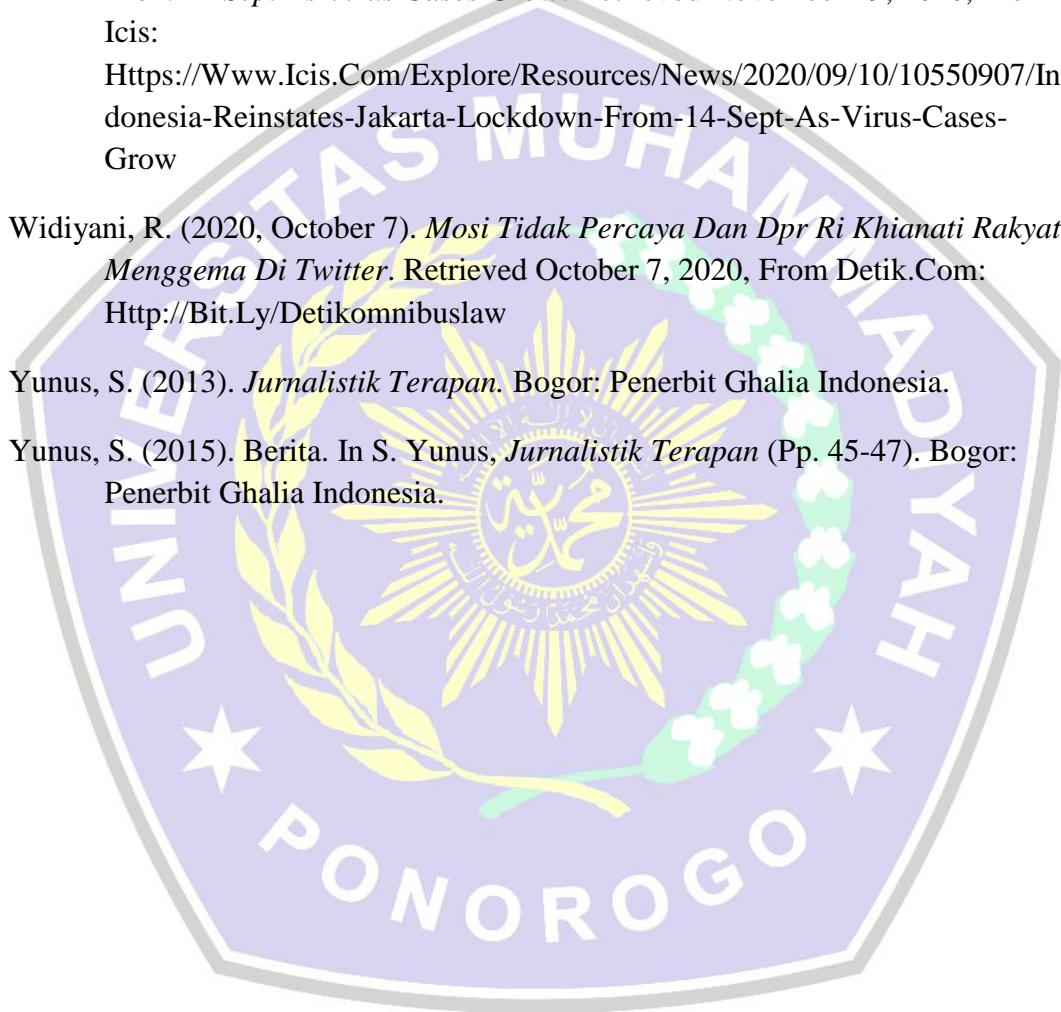 Icis:
Https://Www.Icis.Com/Explore/Resources/News/2020/09/10/10550907/In
donesia-Reinstates-Jakarta-Lockdown-From-14-Sept-As-Virus-Cases-
Grow
Widiyani, R. (2020, October 7). Mosi Tidak Percaya Dan Dpr Ri Khianati Rakyat
Menggema Di Twitter. Retrieved October 7, 2020, From Detik.Com:
Http://Bit.Ly/Detikomnibuslaw
Yunus, S. (2013). Jurnalistik Terapan. Bogor: Penerbit Ghalia Indonesia.
Yunus, S. (2015). Berita. In S. Yunus, Jurnalistik Terapan (Pp. 45-47). Bogor:
Penerbit Ghalia Indonesia.
UNIVERSITAS MUHAMMADIYAH
PONOROGO
محمدية